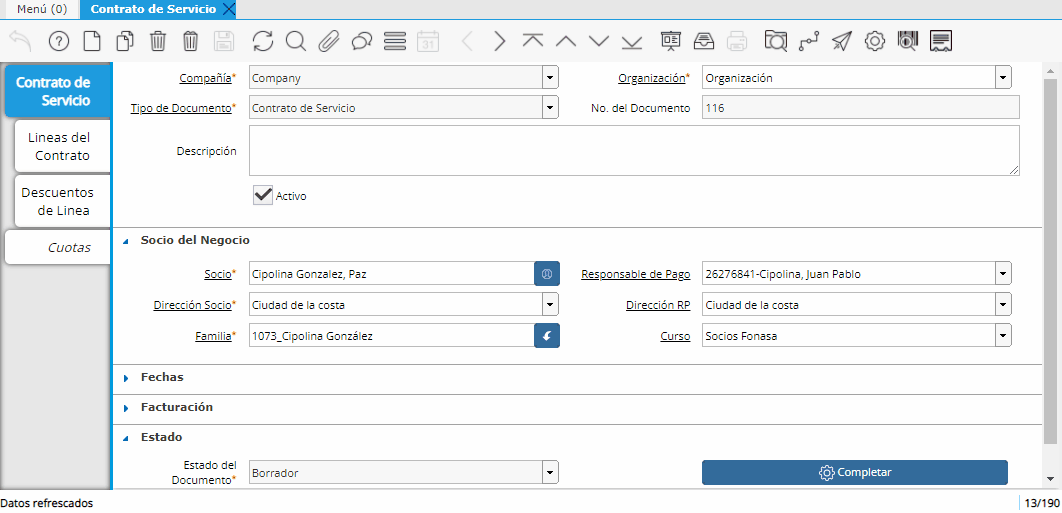 Menú (0)
Contrato de Servicio
31
Contrato de
Servicio
Lineas del
Contrato
Descuentos
de Linea
Cuotas
Compañía* Company Organización* Organización
Tipo de Documento* Contrato de Servicio No. del Documento 116
Descripción
Activo
Socio del Negocio
Socio* Cipolina Gonzalez, Paz Responsable de Pago 26276841-Cipolina, Juan Pablo
Dirección Socio* Ciudad de la costa Dirección RP Ciudad de la costa
Familia* 1073_Cipolina González Curso Socios Fonasa
Fechas
Facturación
Estado
Estado del
Documento* Borrador Completar
Datos refrescados 13/190